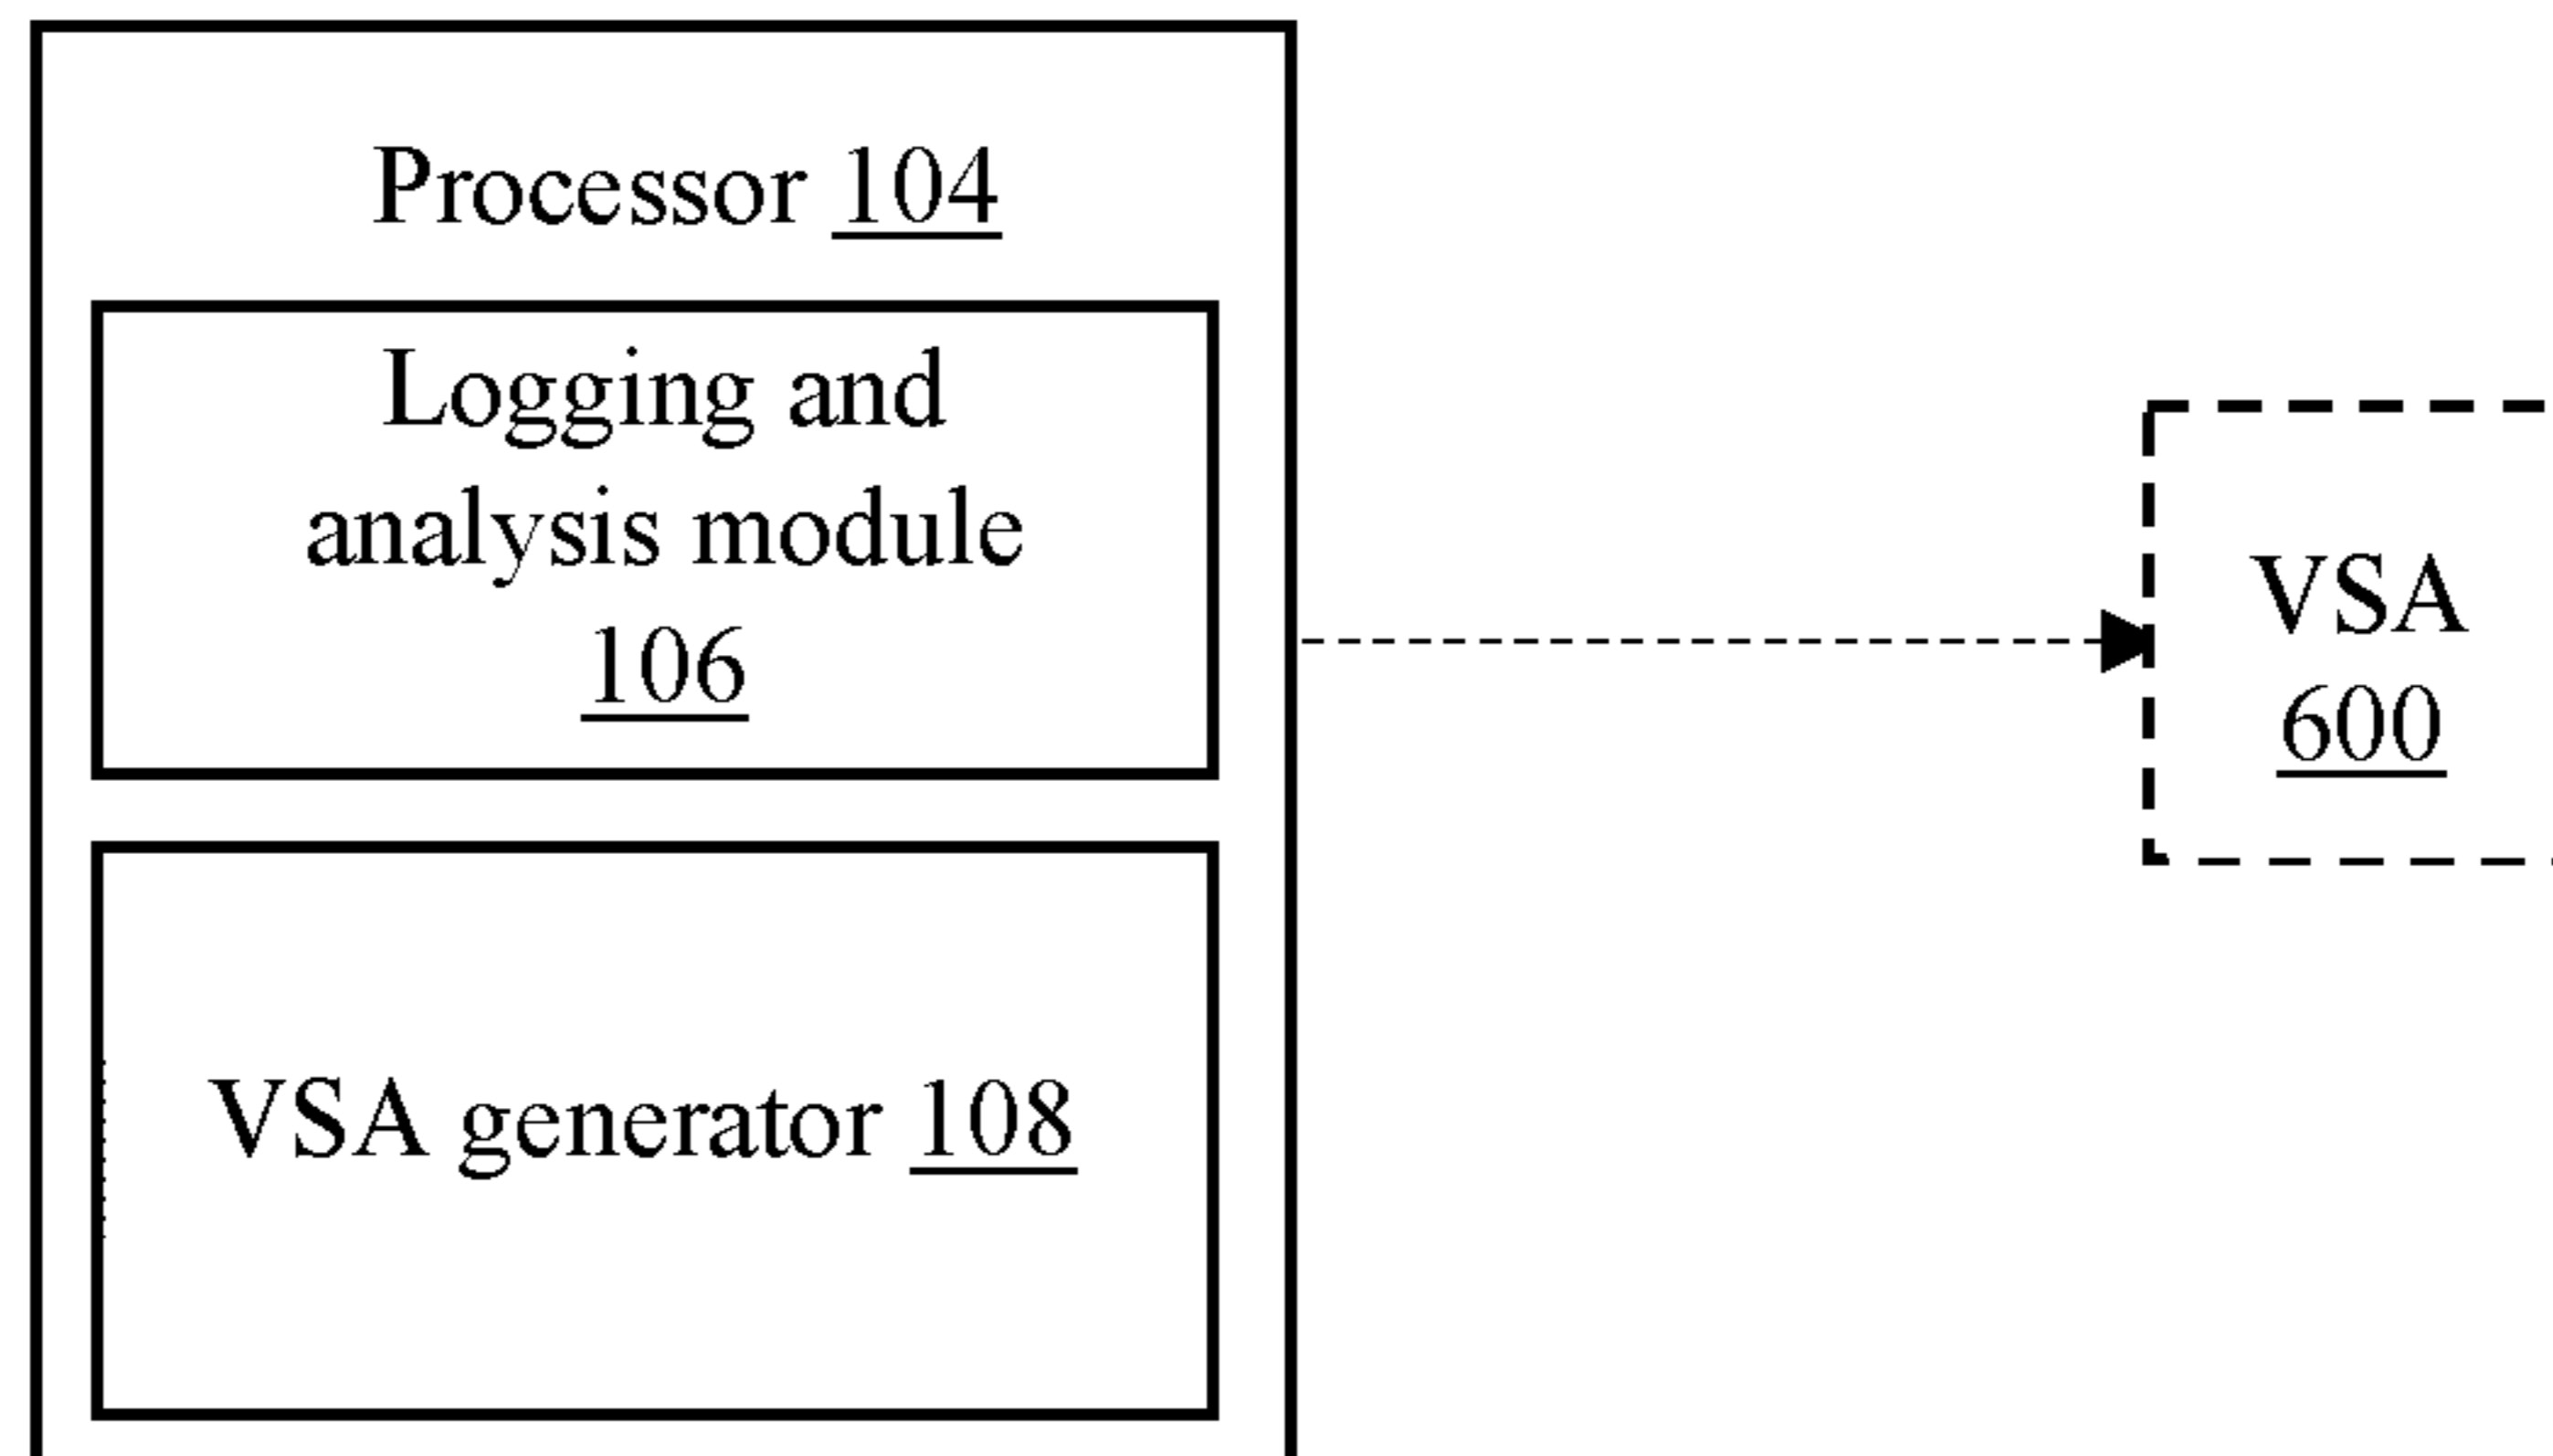 Processor 104
Logging and
analysis module
106
VSA
600
VSA generator 108